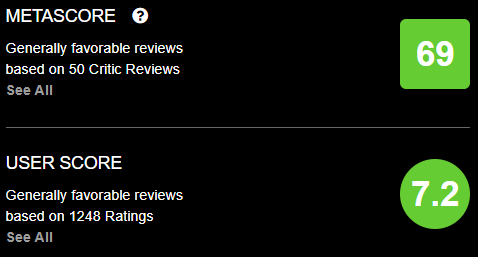 METASCORE ?
69
Generally favorable reviews
based on 50 Critic Reviews
See All
USER SCORE
7.2
Generally favorable reviews
based on 1248 Ratings
See All